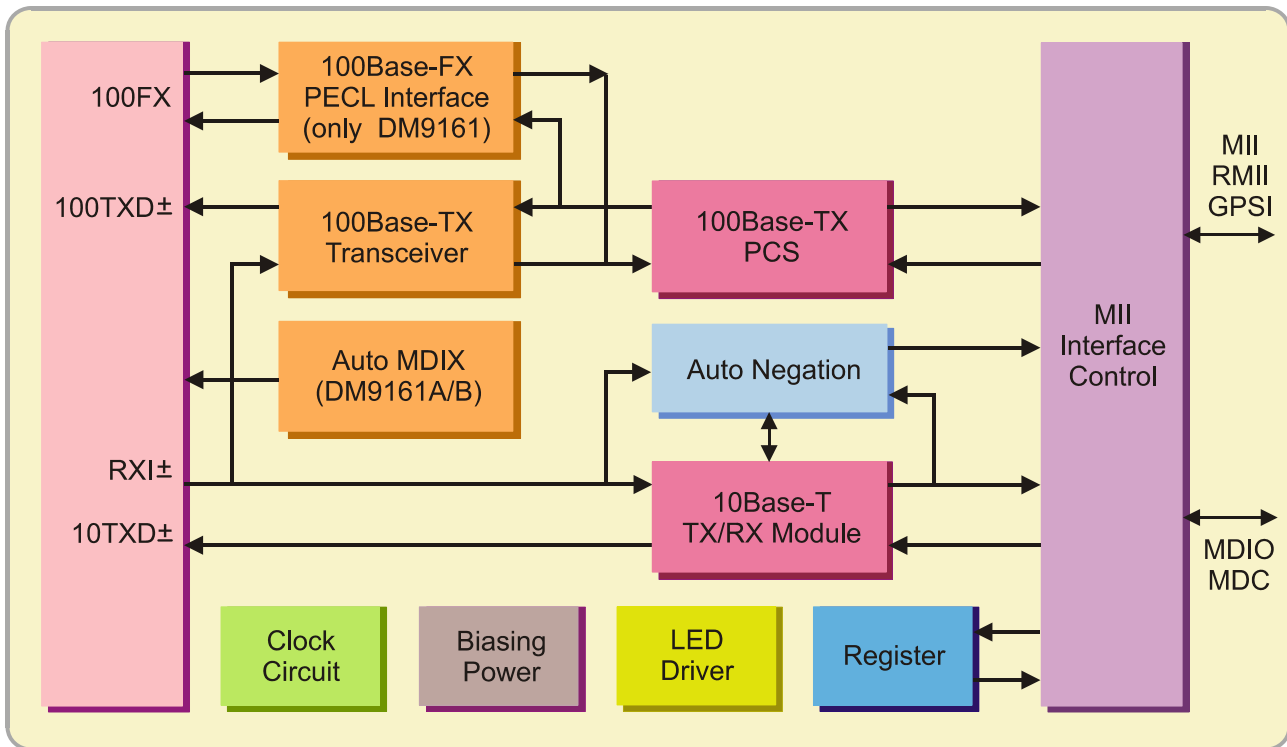 100FX
100TXD±
RXI±
10TXD±
100Base-FX
PECL Interface
(only DM9161)
100Base-TX
Transceiver
Auto MDIX
(DM9161A/B)
100Base-TX
PCS
Auto Negation
10Base-T
TX/RX Module
MII
Interface
Control
MII
RMII
GPSI
MDIO
MDC
Clock
Circuit
Biasing
Power
LED
Driver
Register